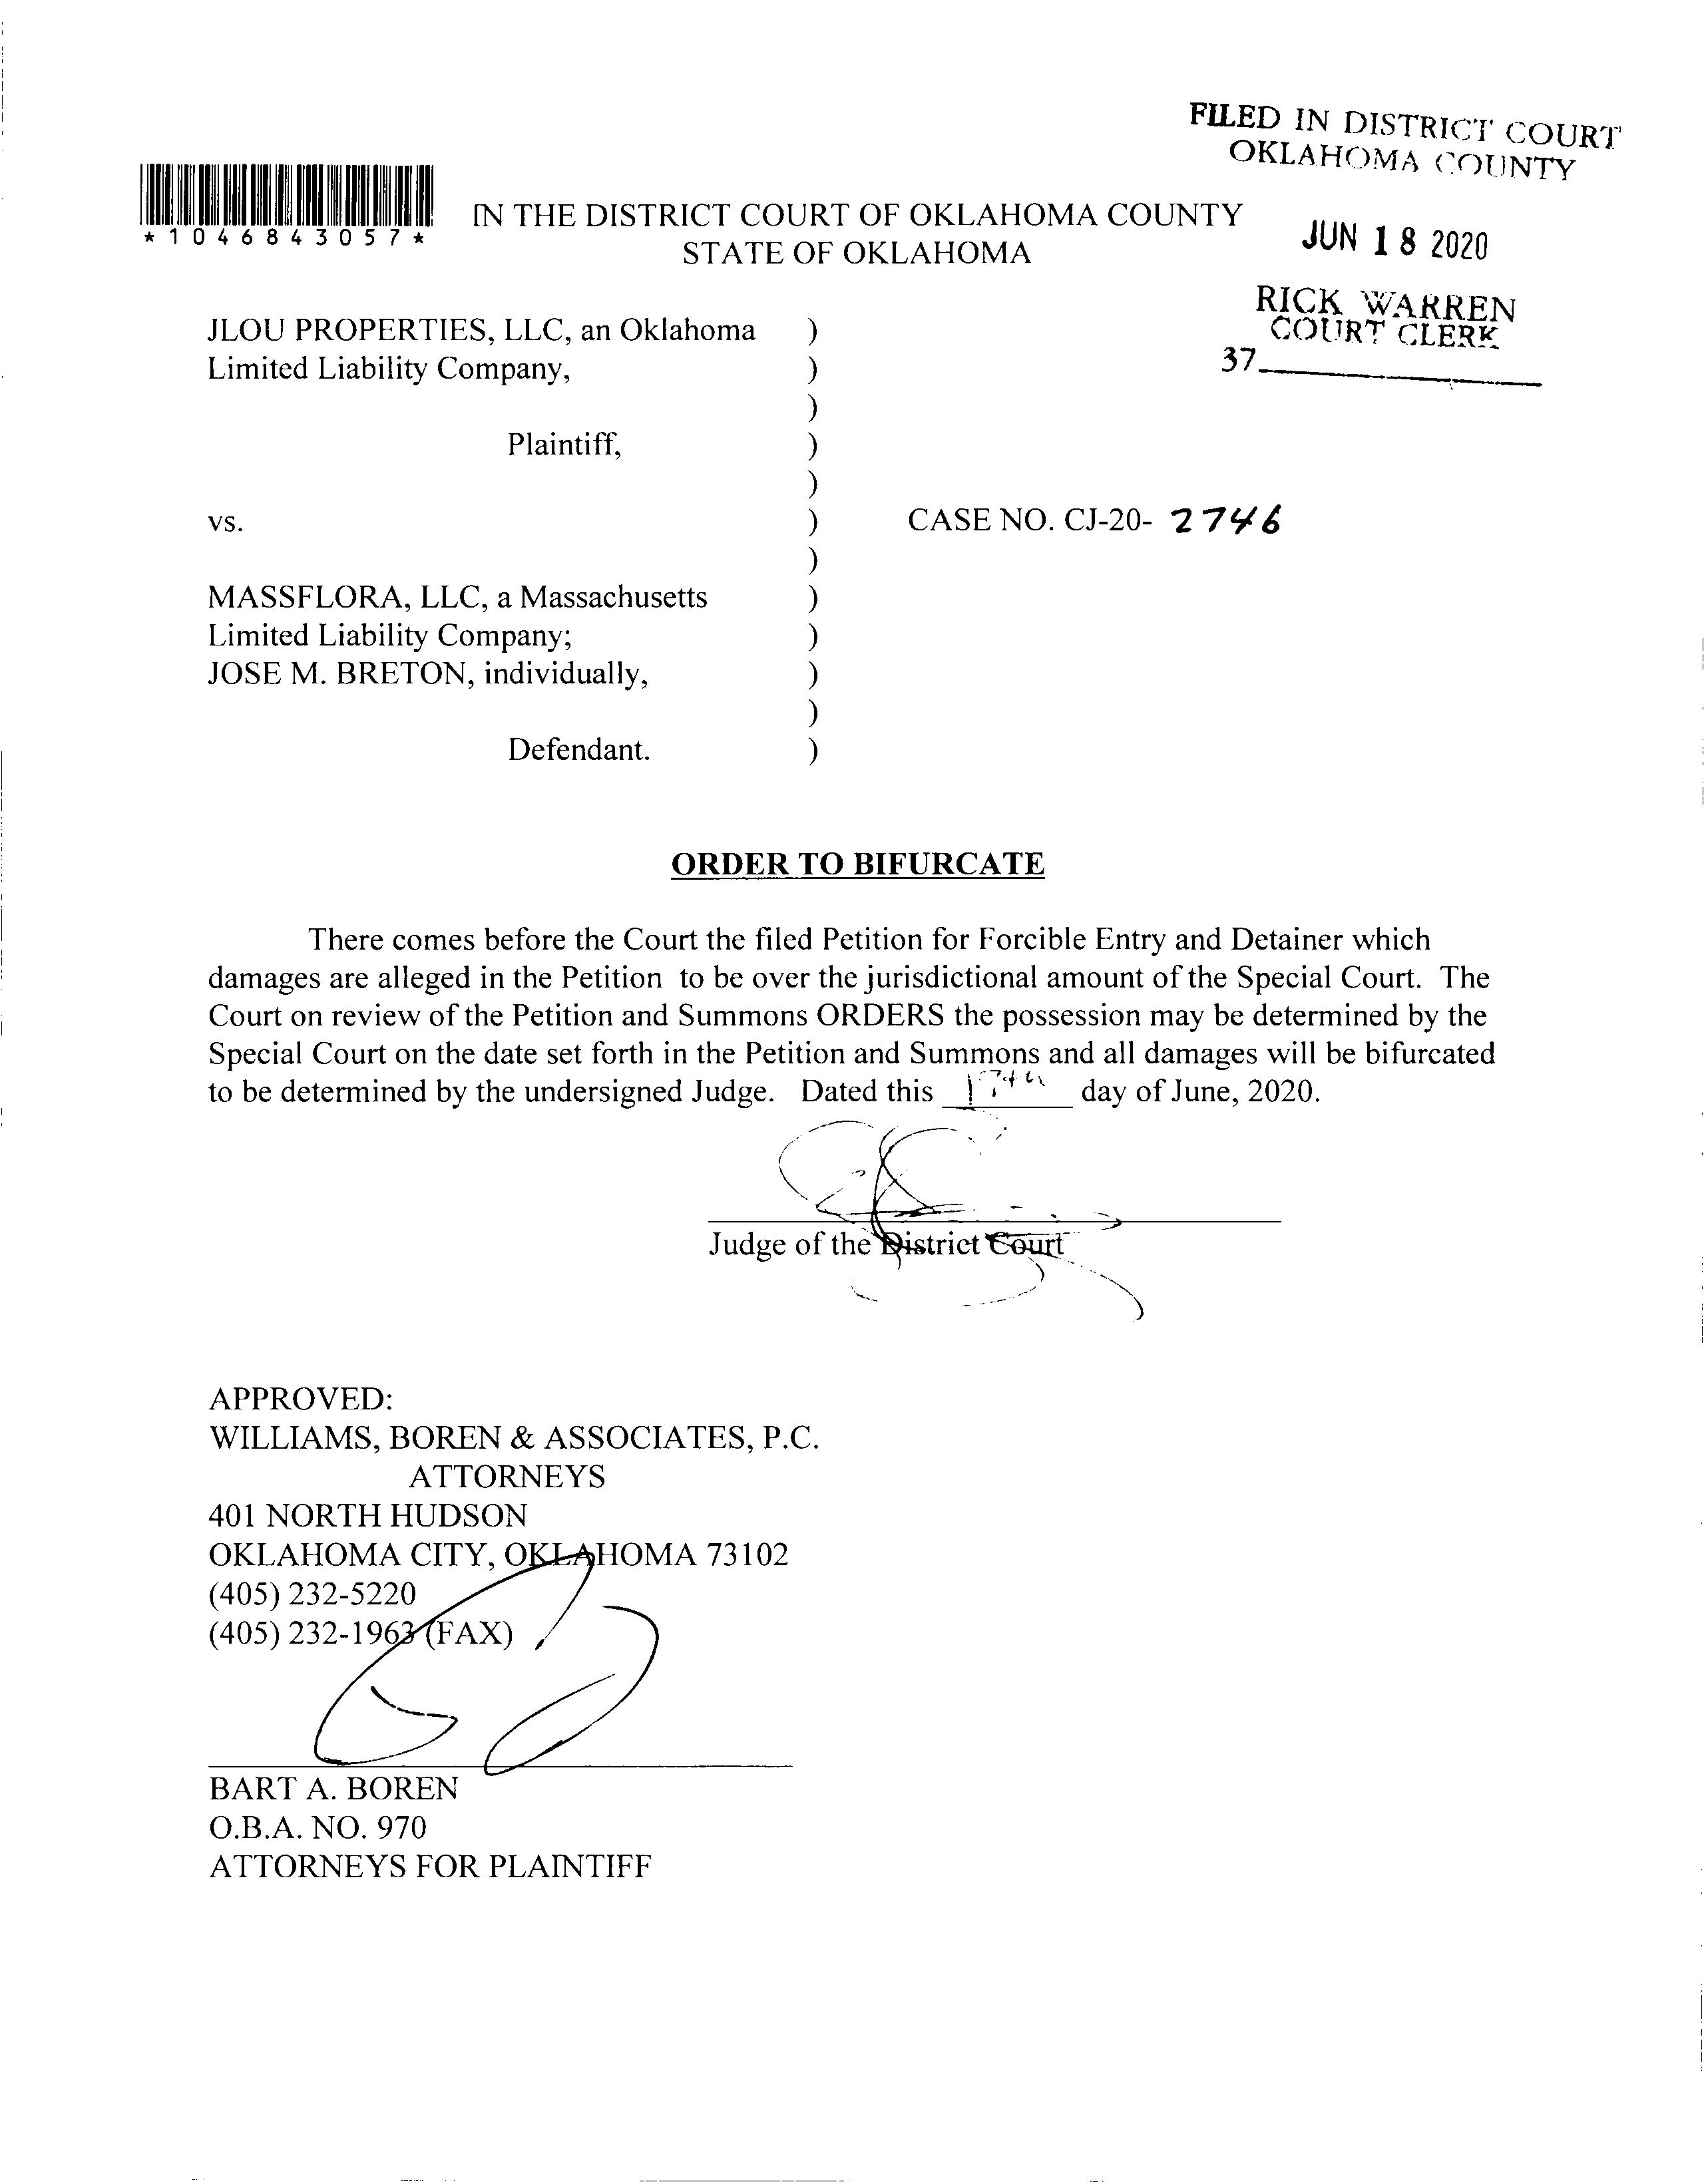 FILED IN DISTRICT COURT
OKLAHOMA COUNTY
JUN 18 2020
RICK WARREN
COURT CLERK
37
*1046843057*
IN THE DISTRICT COURT OF OKLAHOMA COUNTY
STATE OF OKLAHOMA
JLOU PROPERTIES, LLC, an Oklahoma )
Limited Liability Company, )
)
Plaintiff, )
)
vs. ) CASE NO. CJ-20- 2746
)
MASSFLORA, LLC, a Massachusetts )
Limited Liability Company; )
JOSE M. BRETON, individually, )
)
Defendant. )
ORDER TO BIFURCATE
There comes before the Court the filed Petition for Forcible Entry and Detainer which
damages are alleged in the Petition to be over the jurisdictional amount of the Special Court. The
Court on review of the Petition and Summons ORDERS the possession may be determined by the
Special Court on the date set forth in the Petition and Summons and all damages will be bifurcated
to be determined by the undersigned Judge. Dated this 17th day of June, 2020.
Judge of the District Court
APPROVED:
WILLIAMS, BOREN & ASSOCIATES, P.C.
ATTORNEYS
401 NORTH HUDSON
OKLAHOMA CITY, OKLAHOMA 73102
(405) 232-5220
(405) 232-1963 (FAX)
BART A. BOREN
O.B.A. NO. 970
ATTORNEYS FOR PLAINTIFF